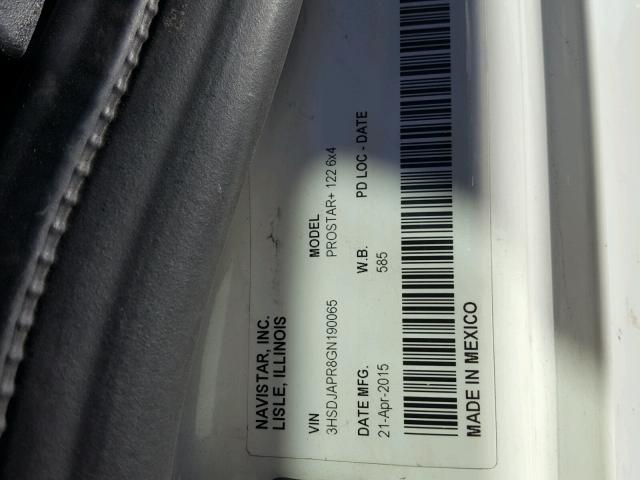 NAVISTAR, INC.
LISLE, ILLINOIS
VIN
3HSDJAPR8GN190065
MODEL
PROSTAR+ 122 6x4
DATE MFG.
21-Apr-2015
W.B.
585
PD LOC - DATE
MADE IN MEXICO